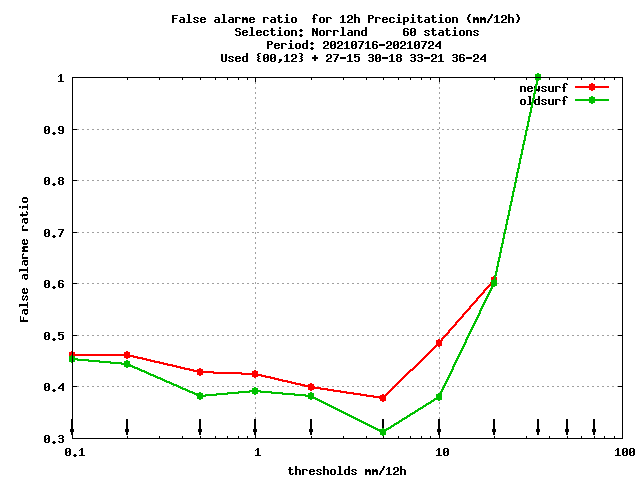 False alarme ratio  for 12h Precipitation (mm/12h)
Selection: Norrland     60 stations
Period: 20210716-20210724
Used {00,12} + 27-15 30-18 33-21 36-24
newsurf
oldsurf
1
0.9
0.8
0.7
0.6
0.5
0.4
0.3
False alarme ratio
0.1 1 10 100
thresholds mm/12h